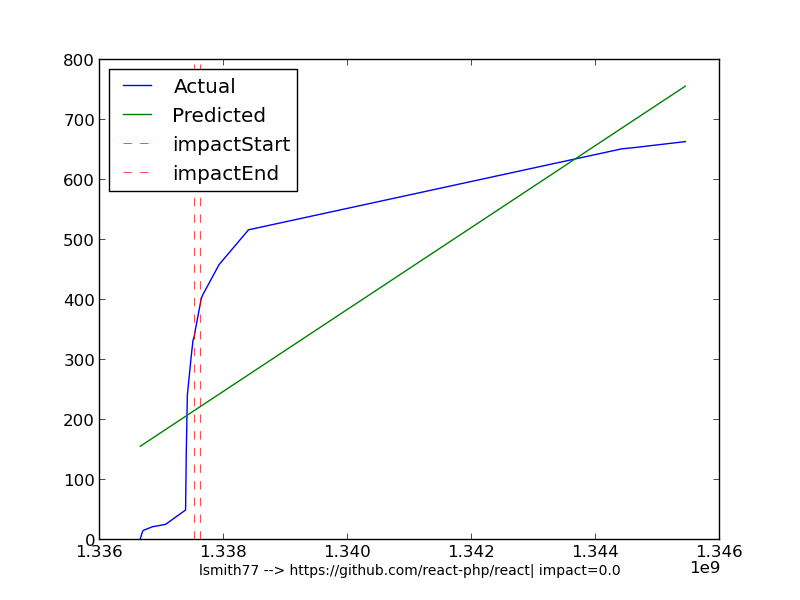 800
700
600
500
400
300
200
100
0
Actual
Predicted
impactStart
impactEnd
1.336 1.338 1.340 1.342 1.344 1.346
1e9
lsmith77 --> https://github.com/react-php/react| impact=0.0